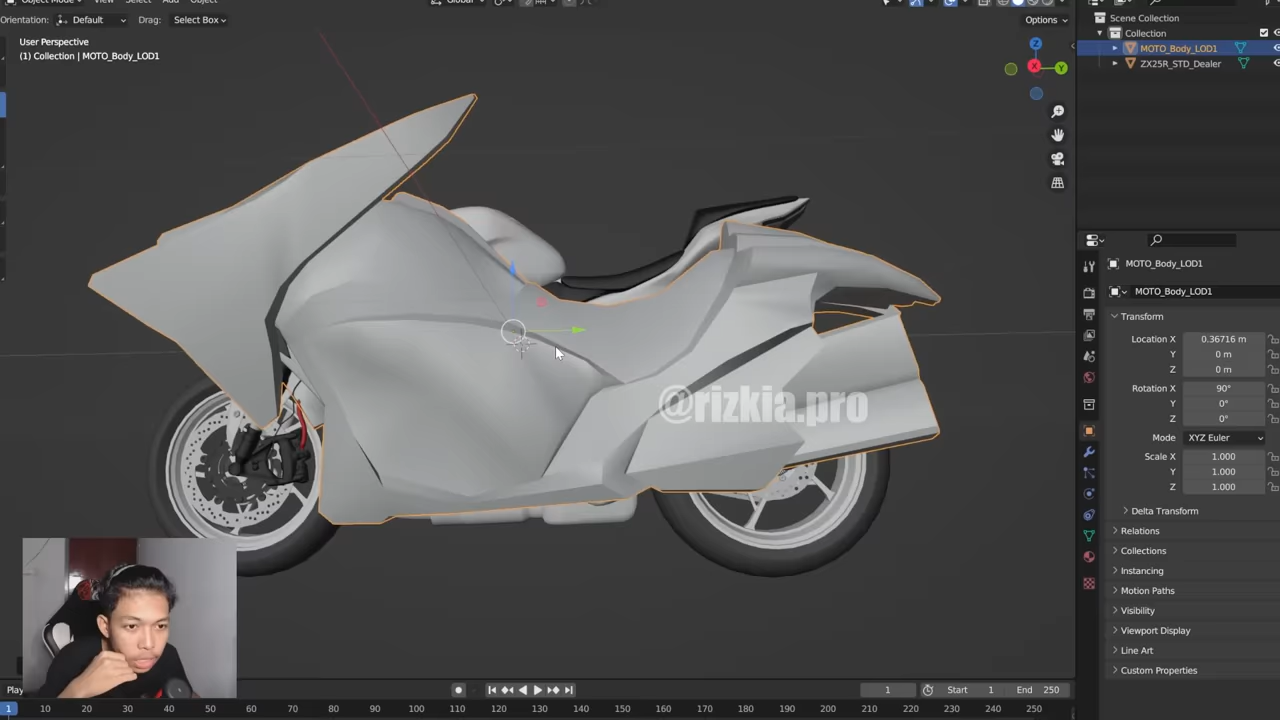 Object Mode View Select Add Object Global
Orientation: Default Drag: Select Box Options
User Perspective
(1) Collection | MOTO_Body_LOD1
Z
X
Y
Scene Collection
Collection
MOTO_Body_LOD1
ZX25R_STD_Dealer
MOTO_Body_LOD1
MOTO_Body_LOD1
Transform
Location X 0.36716 m
Y 0 m
Z 0 m
Rotation X 90°
Y 0°
Z 0°
Mode XYZ Euler
Scale X 1.000
Y 1.000
Z 1.000
Delta Transform
Relations
Collections
Instancing
Motion Paths
Visibility
Viewport Display
Line Art
Custom Properties
@rizkia.pro
Play 1 Start 1 End 250
1 10 20 30 40 50 60 70 80 90 100 110 120 130 140 150 160 170 180 190 200 210 220 230 240 250